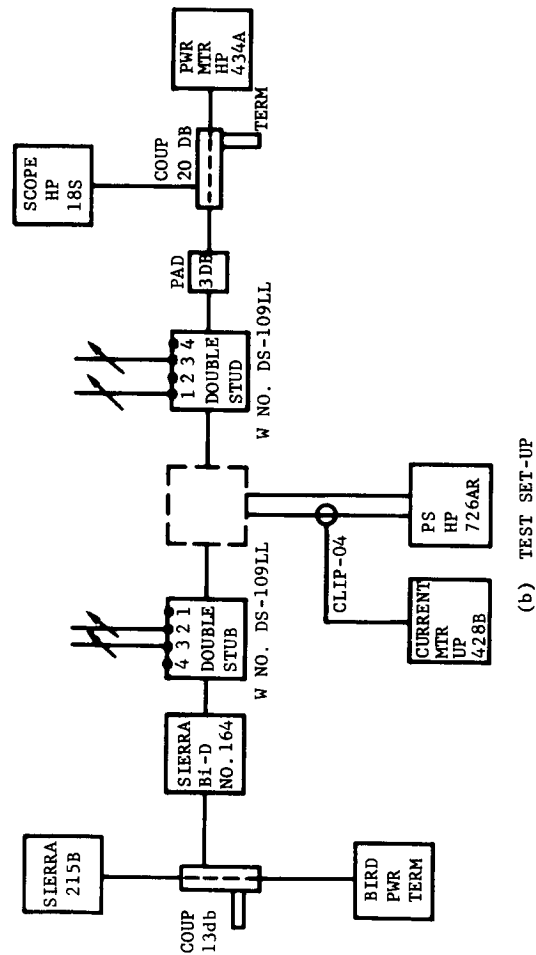 SIERRA
215B
COUP
13db
BIRD
PWR
TERM
SIERRA
Bi-D
NO.164
4 3 2 1
DOUBLE
STUB
W NO. DS-109LL
CURRENT
MTR
UP
428B
CLIP-04
PS
HP
726AR
1 2 3 4
DOUBLE
STUD
W NO. DS-109LL
PAD
3DB
SCOPE
HP
18S
COUP
20 DB
TERM
PWR
MTR
HP
434A
(b) TEST SET-UP